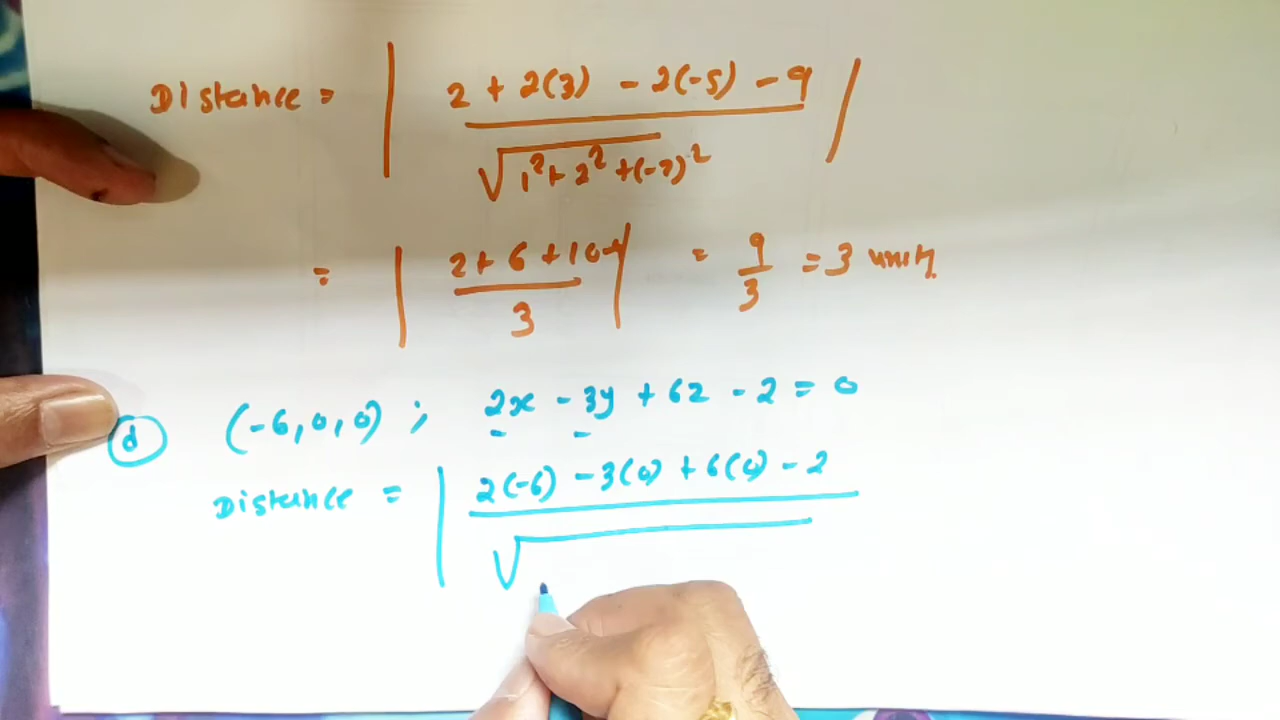 Distance = | 2 + 2(3) - 2(-5) - 9 |
√1² + 2² + (-2)²
= | 2 + 6 + 10 | = 9/3 = 3 units
3
(d) (-6,0,0) ; 2x - 3y + 6z - 2 = 0
Distance = | 2(-6) - 3(0) + 6(0) - 2
√